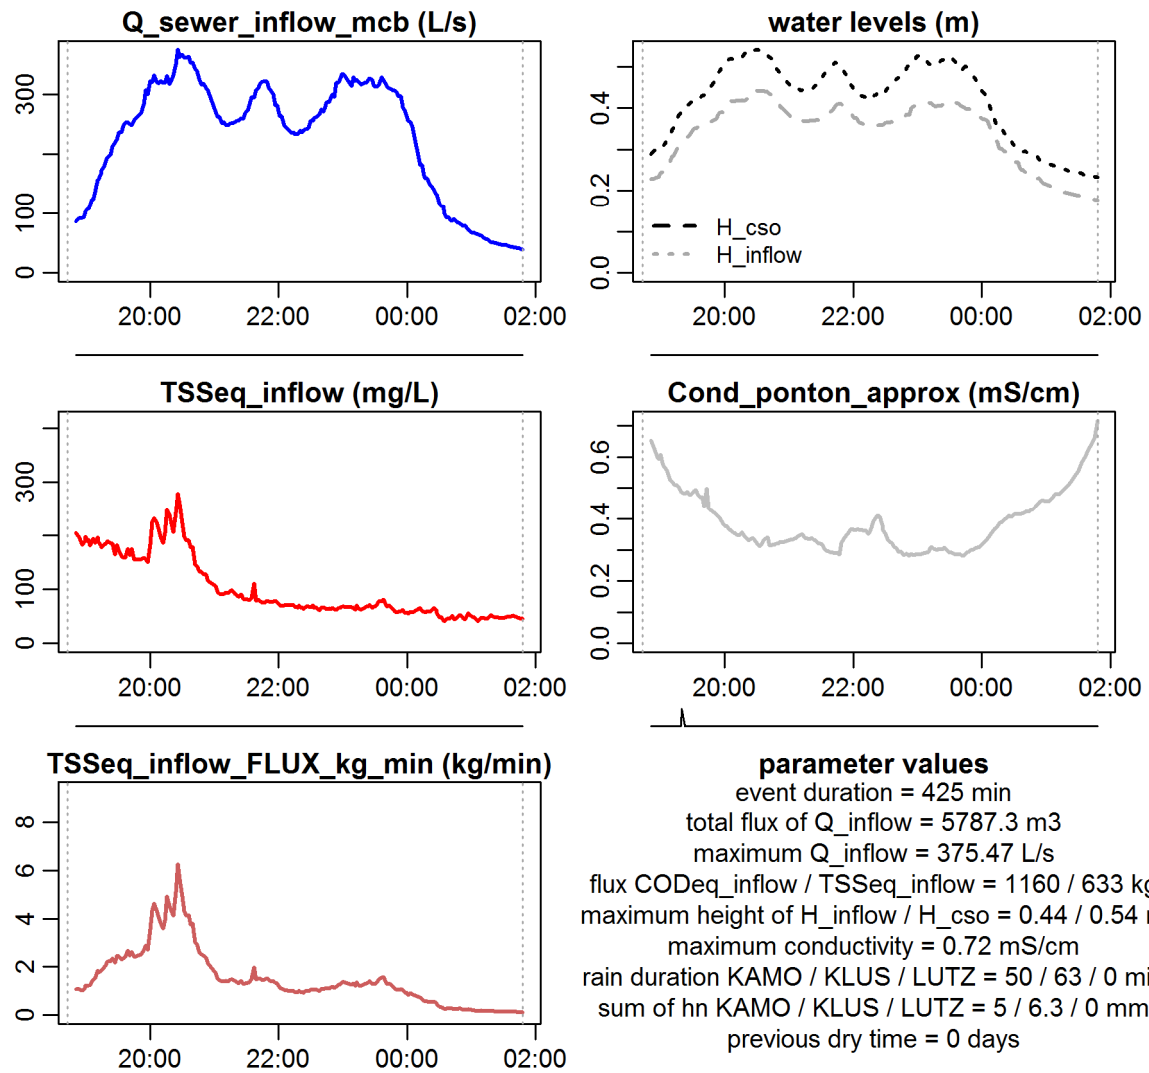 Q_sewer_inflow_mcb (L/s)
0
100
300
20:00 22:00 00:00 02:00
water levels (m)
0.0
0.2
0.4
H_cso
H_inflow
20:00 22:00 00:00 02:00
TSSeq_inflow (mg/L)
0
100
300
20:00 22:00 00:00 02:00
Cond_ponton_approx (mS/cm)
0.0
0.2
0.4
0.6
20:00 22:00 00:00 02:00
TSSeq_inflow_FLUX_kg_min (kg/min)
0
2
4
6
8
20:00 22:00 00:00 02:00
parameter values
event duration = 425 min
total flux of Q_inflow = 5787.3 m3
maximum Q_inflow = 375.47 L/s
flux CODeq_inflow / TSSeq_inflow = 1160 / 633 kg
maximum height of H_inflow / H_cso = 0.44 / 0.54
maximum conductivity = 0.72 mS/cm
rain duration KAMO / KLUS / LUTZ = 50 / 63 / 0 mi
sum of hn KAMO / KLUS / LUTZ = 5 / 6.3 / 0 mm
previous dry time = 0 days